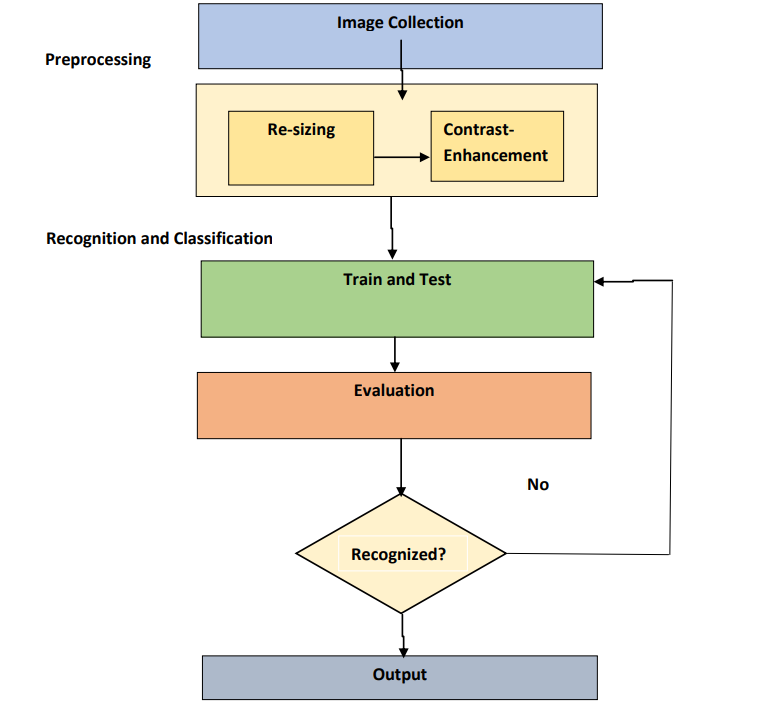 Image Collection
Preprocessing
Re-sizing
Contrast-
Enhancement
Recognition and Classification
Train and Test
Evaluation
No
Recognized?
Output